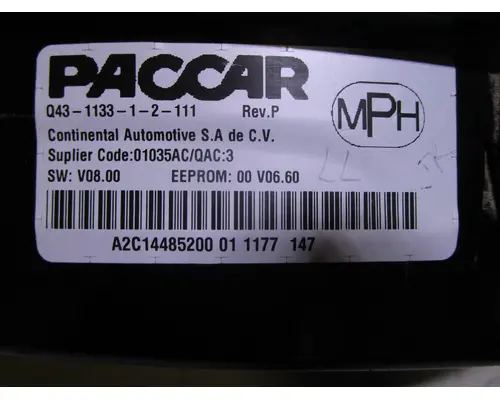 PACCAR
Q43-1133-1-2-111 Rev.P
MPH
Continental Automotive S.A de C.V.
Suplier Code:01035AC/QAC:3
SW: V08.00 EEPROM: 00 V06.60
LL
A2C14485200 01 1177 147